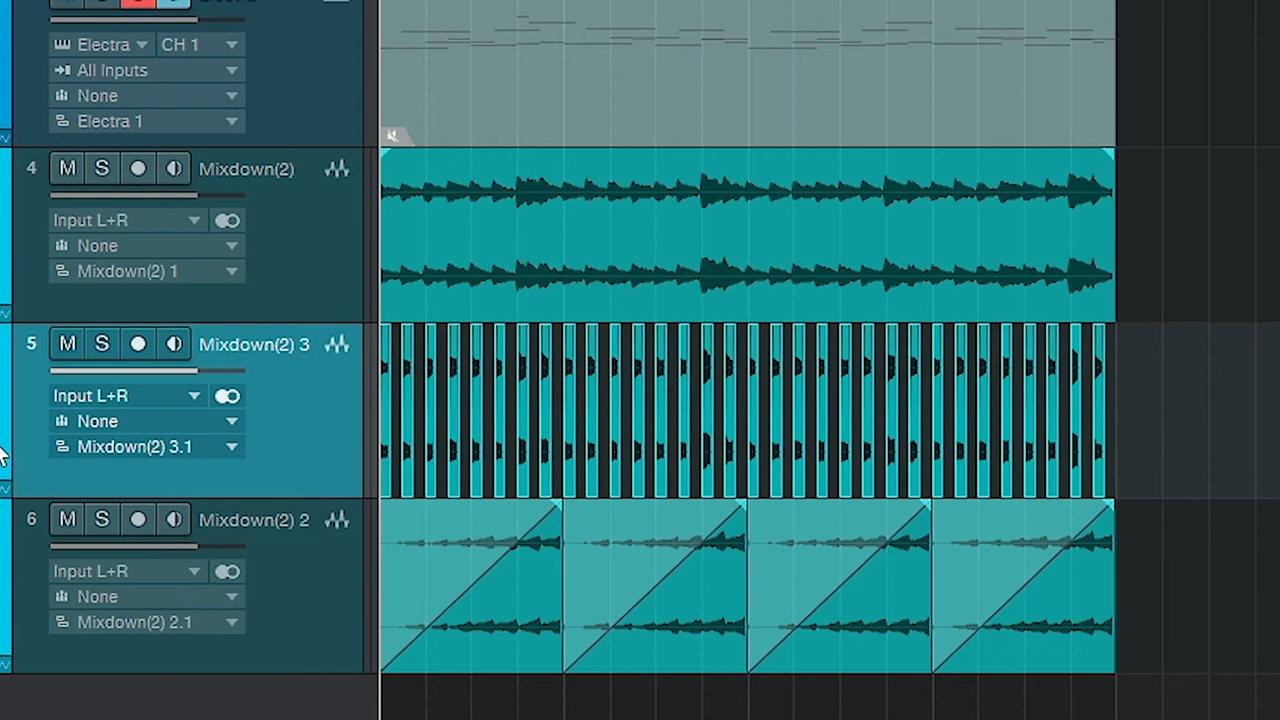 Electra CH 1
All Inputs
None
Electra 1
4 M S Mixdown(2)
Input L+R
None
Mixdown(2) 1
5 M S Mixdown(2) 3
Input L+R
None
Mixdown(2) 3.1
6 M S Mixdown(2) 2
Input L+R
None
Mixdown(2) 2.1